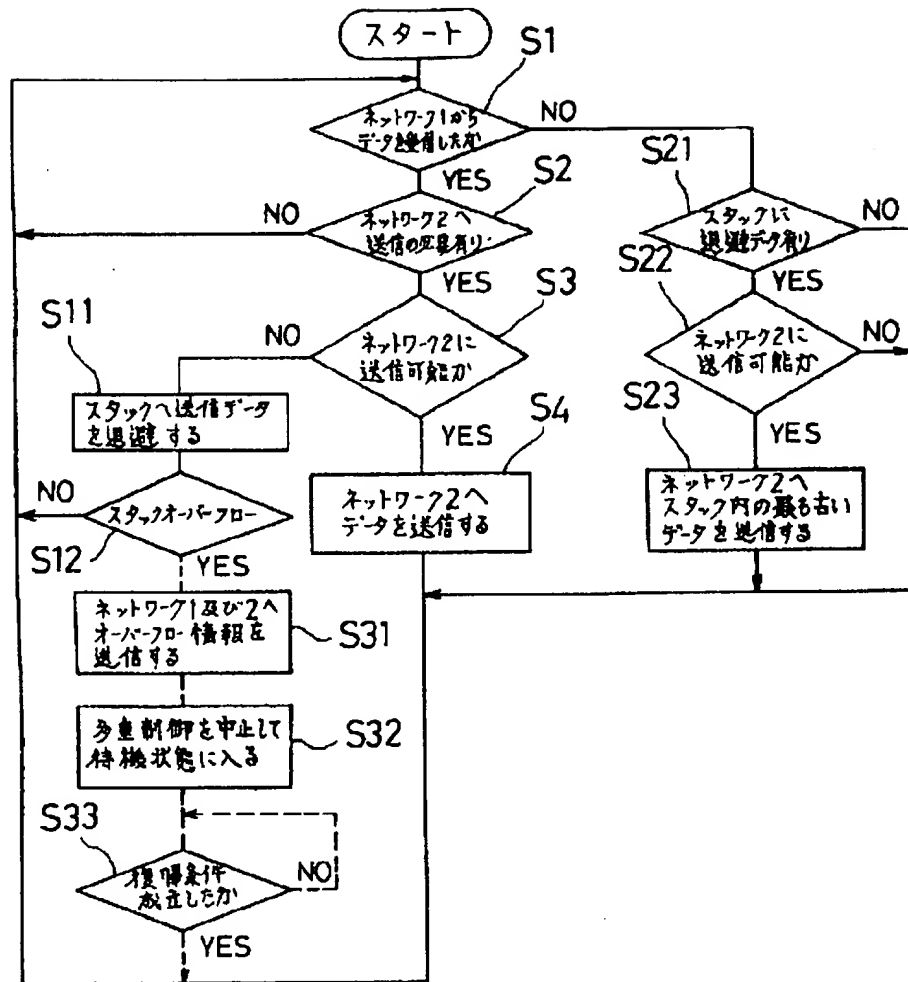 スタート
S1
ネットワーク1から
データを受信したか
NO
YES
S2
ネットワーク2へ
送信の必要有り
NO
YES
S3
ネットワーク2に
送信可能か
NO
YES
S4
ネットワーク2へ
データを送信する
S11
スタックへ送信データ
を退避する
S12
スタックオーバーフロー
NO
YES
S31
ネットワーク1及び2へ
オーバーフロー情報を
送信する
S32
多重制御を中止して
待機状態に入る
S33
復帰条件
成立したか
NO
YES
S21
スタックに
退避データ有り
NO
YES
S22
ネットワーク2に
送信可能か
NO
YES
S23
ネットワーク2へ
スタック内の最も古い
データを送信する